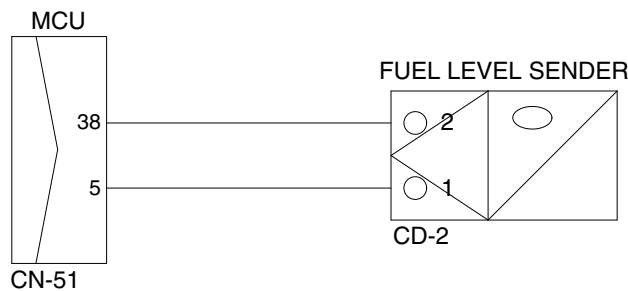 MCU
FUEL LEVEL SENDER
38
2
5
1
CD-2
CN-51